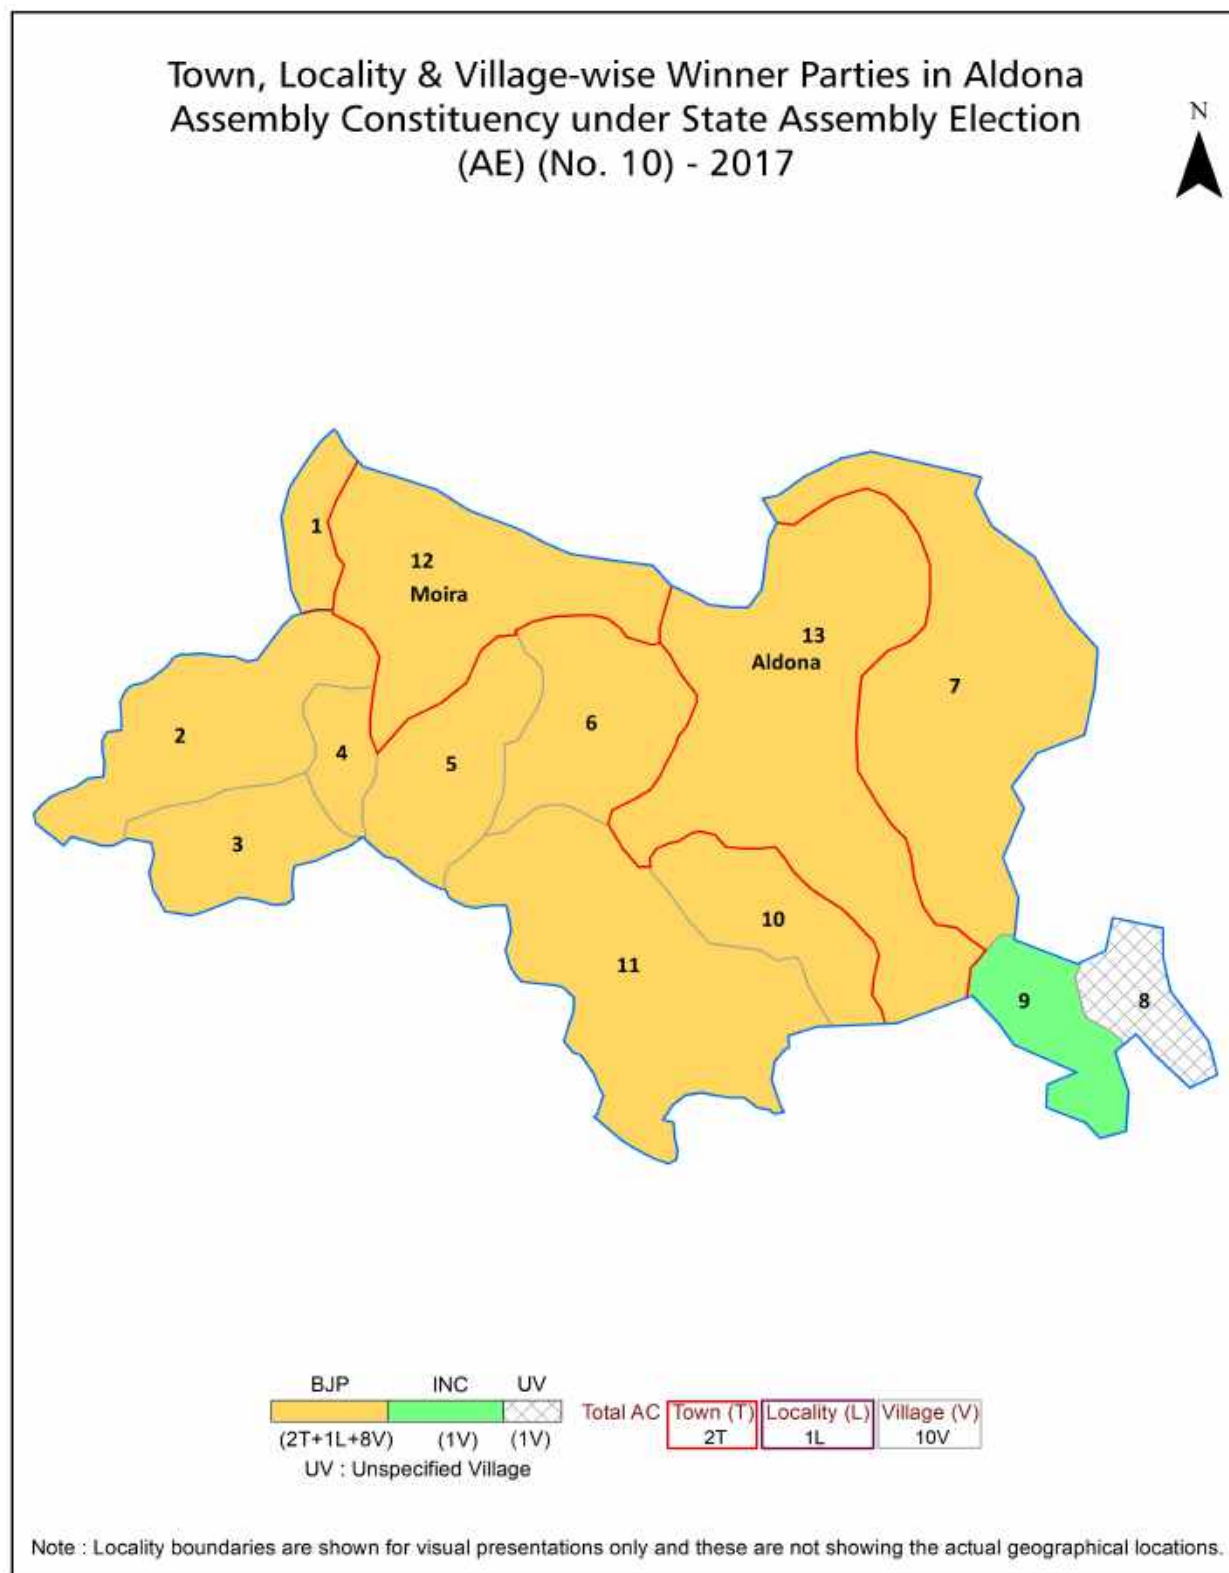 Town, Locality & Village-wise Winner Parties in Aldona
Assembly Constituency under State Assembly Election
(AE) (No. 10) - 2017
N
1
12
Moira
13
Aldona
7
6
2
4
5
3
10
11
9
8
BJP INC UV
(2T+1L+8V) (1V) (1V)
UV : Unspecified Village
Total AC Town (T) Locality (L) Village (V)
2T 1L 10V
Note : Locality boundaries are shown for visual presentations only and these are not showing the actual geographical locations.